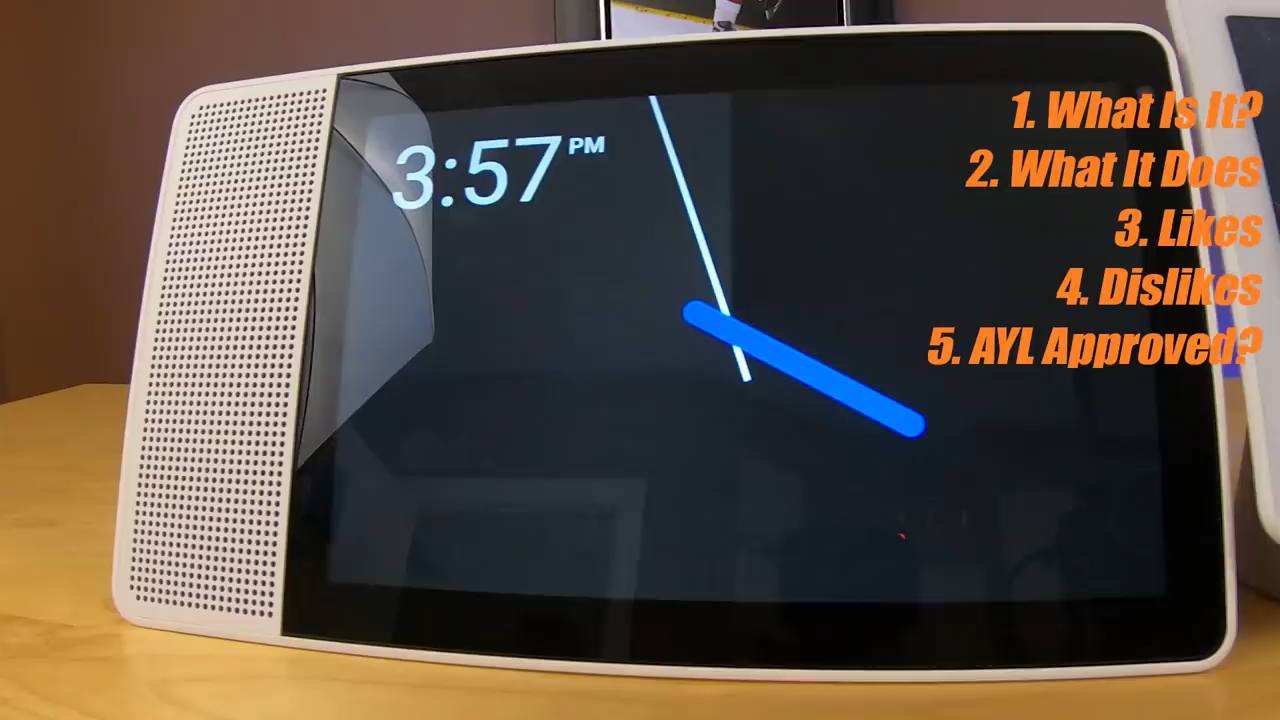 3:57 PM
1. What Is It?
2. What It Does
3. Likes
4. Dislikes
5. AYL Approved?